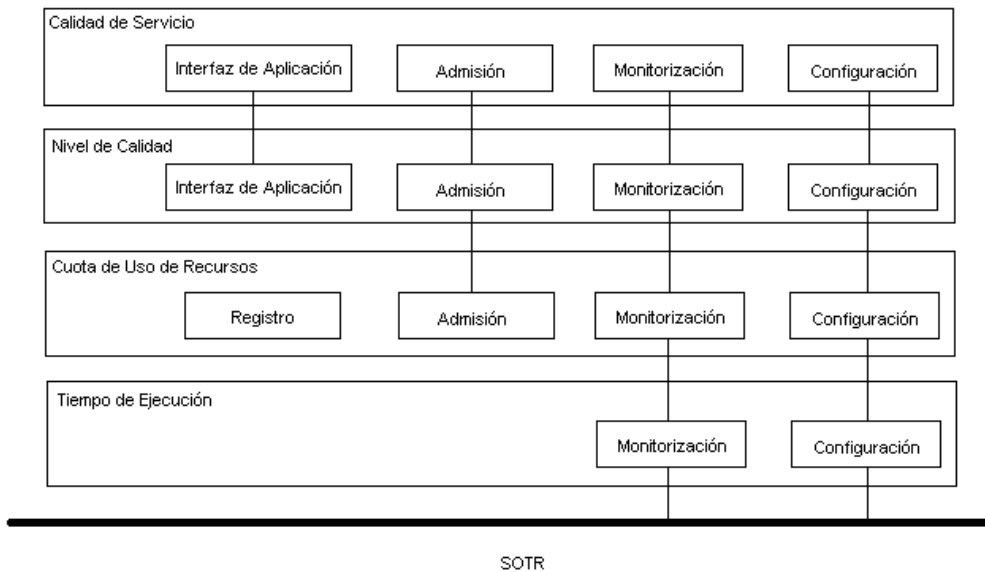 Calidad de Servicio
Interfaz de Aplicación
Admisión
Monitorización
Configuración
Nivel de Calidad
Interfaz de Aplicación
Admisión
Monitorización
Configuración
Cuota de Uso de Recursos
Registro
Admisión
Monitorización
Configuración
Tiempo de Ejecución
Monitorización
Configuración
SOTR